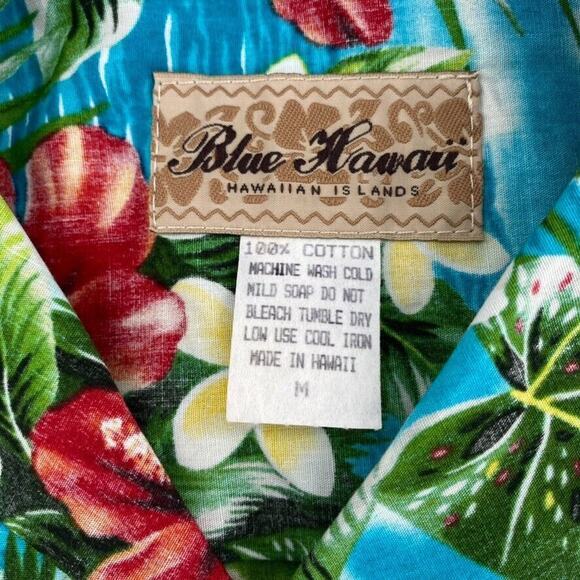 Blue Hawaii
HAWAIIAN ISLANDS
100% COTTON
MACHINE WASH COLD
MILD SOAP DO NOT
BLEACH TUMBLE DRY
LOW USE COOL IRON
MADE IN HAWAII
M